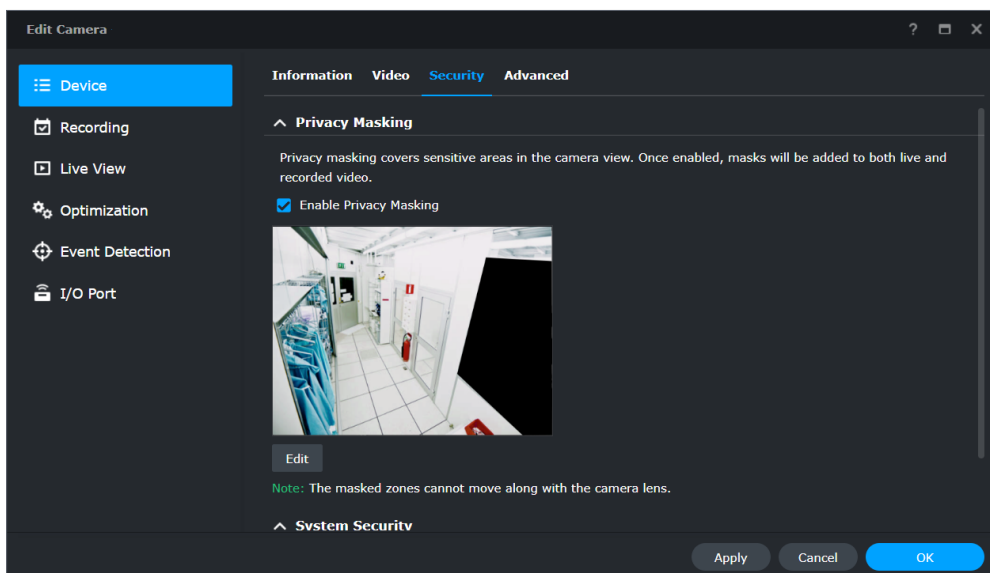 Edit Camera
Device
Recording
Live View
Optimization
Event Detection
I/O Port
Information Video Security Advanced
Privacy Masking
Privacy masking covers sensitive areas in the camera view. Once enabled, masks will be added to both live and
recorded video.
Enable Privacy Masking
Edit
Note: The masked zones cannot move along with the camera lens.
System Security
Apply Cancel OK